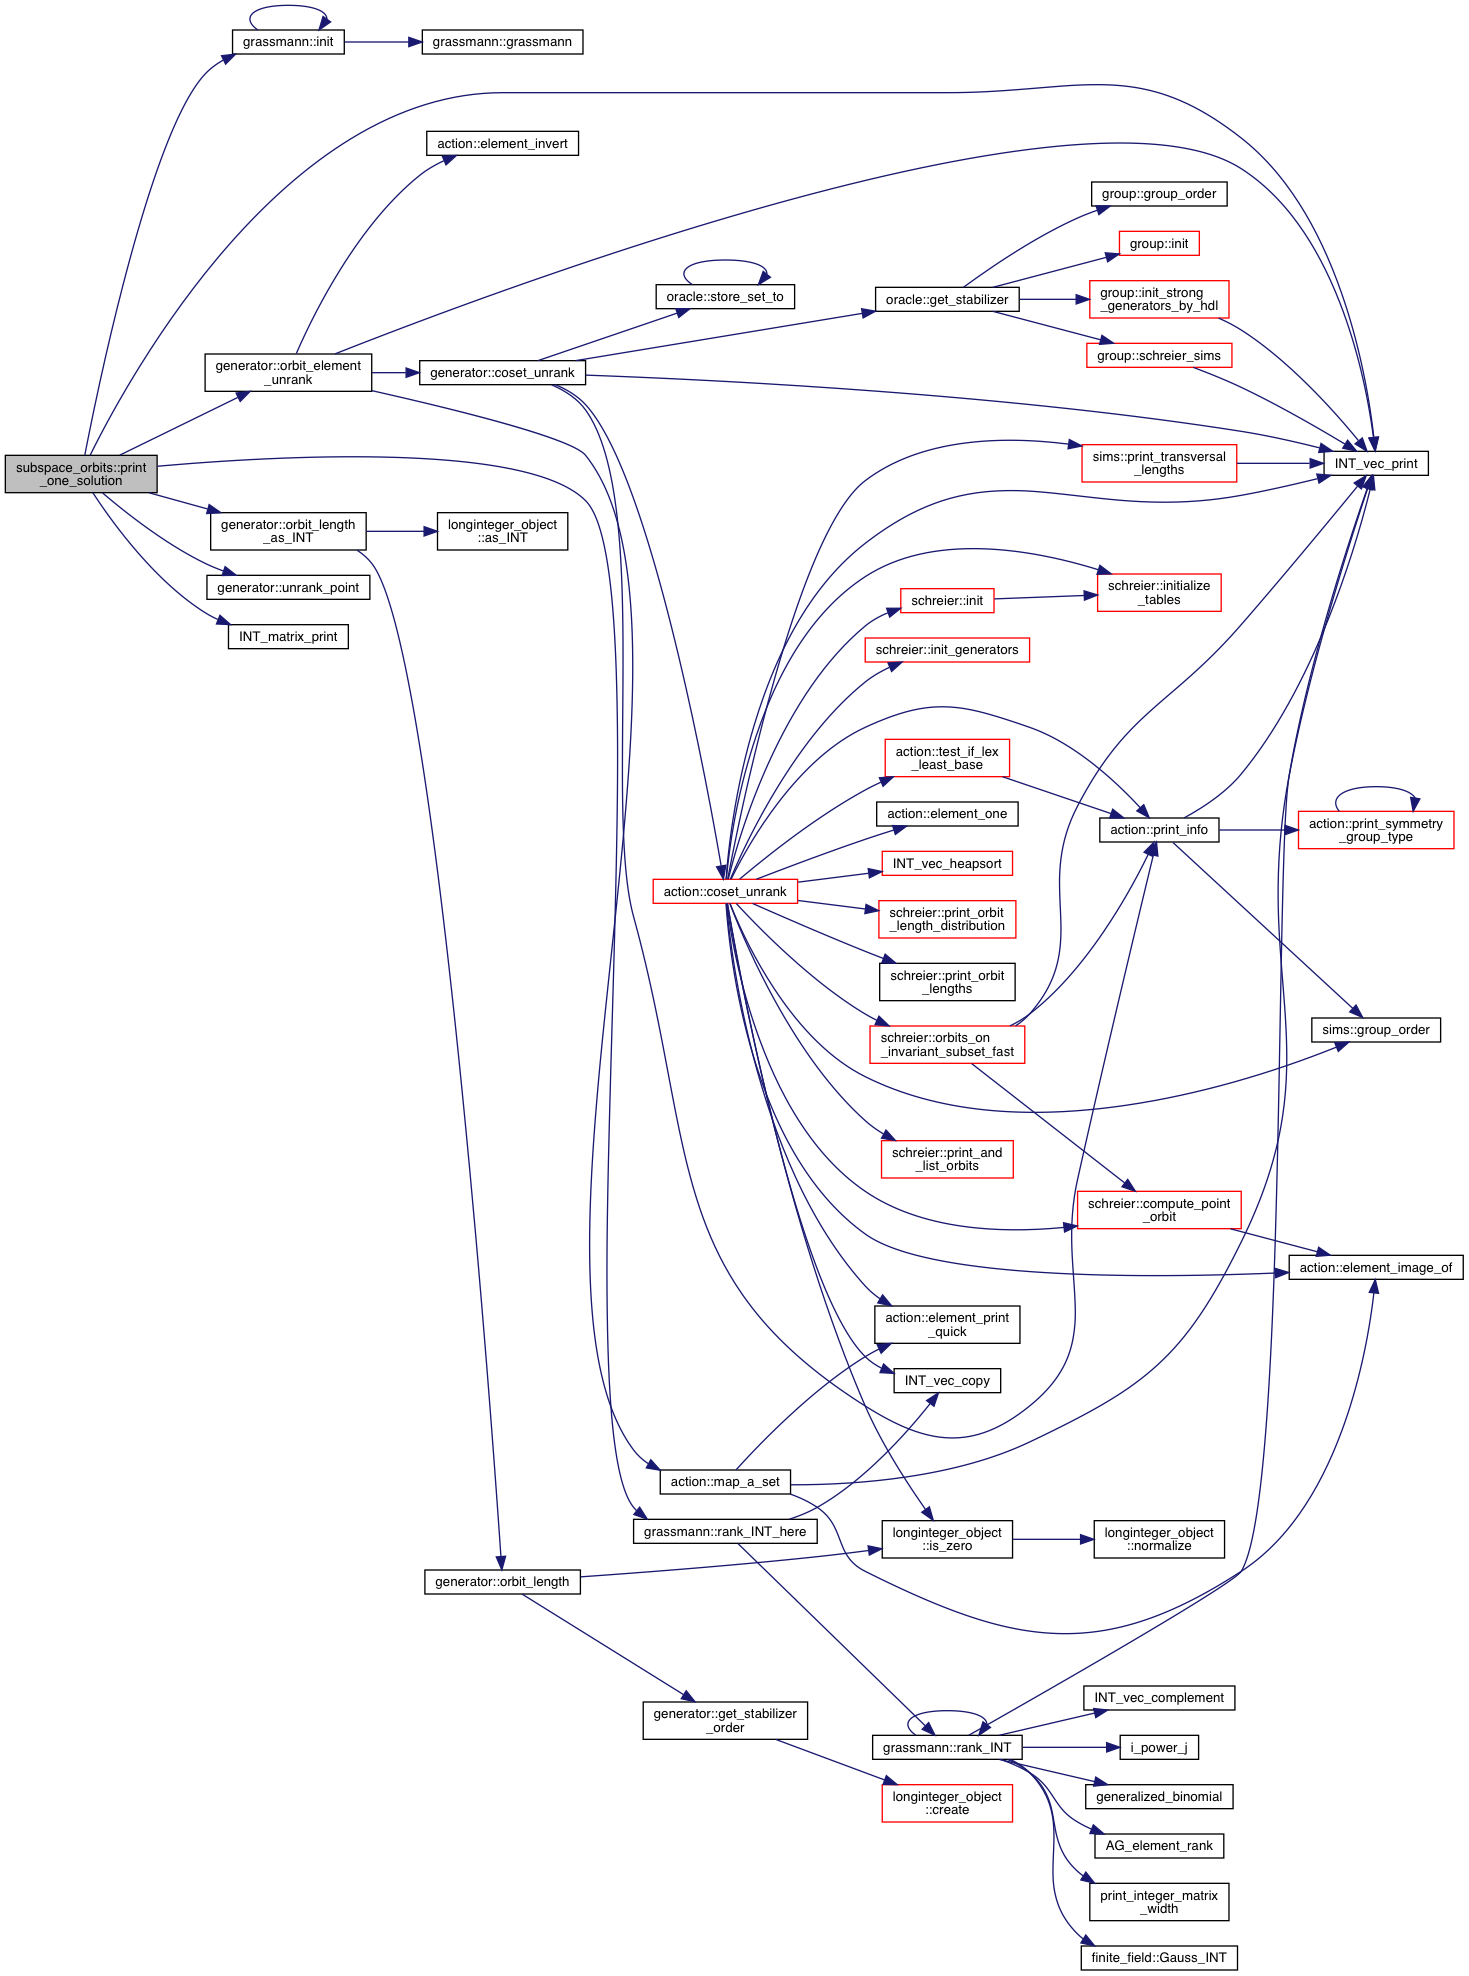 grassmann::init
grassmann::grassmann
action::element_invert
group::group_order
group::init
oracle::store_set_to
oracle::get_stabilizer
group::init_strong
_generators_by_hdl
group::schreier_sims
generator::orbit_element
_unrank
generator::coset_unrank
subspace_orbits::print
_one_solution
sims::print_transversal
_lengths
INT_vec_print
generator::orbit_length
_as_INT
longinteger_object
::as_INT
generator::unrank_point
INT_matrix_print
schreier::init
schreier::initialize
_tables
schreier::init_generators
action::test_if_lex
_least_base
action::element_one
action::print_info
action::print_symmetry
_group_type
INT_vec_heapsort
action::coset_unrank
schreier::print_orbit
_length_distribution
schreier::print_orbit
_lengths
schreier::orbits_on
_invariant_subset_fast
sims::group_order
schreier::print_and
_list_orbits
schreier::compute_point
_orbit
action::element_image_of
action::element_print
_quick
INT_vec_copy
action::map_a_set
grassmann::rank_INT_here
longinteger_object
::is_zero
longinteger_object
::normalize
generator::orbit_length
generator::get_stabilizer
_order
grassmann::rank_INT
longinteger_object
::create
INT_vec_complement
i_power_j
generalized_binomial
AG_element_rank
print_integer_matrix
_width
finite_field::Gauss_INT